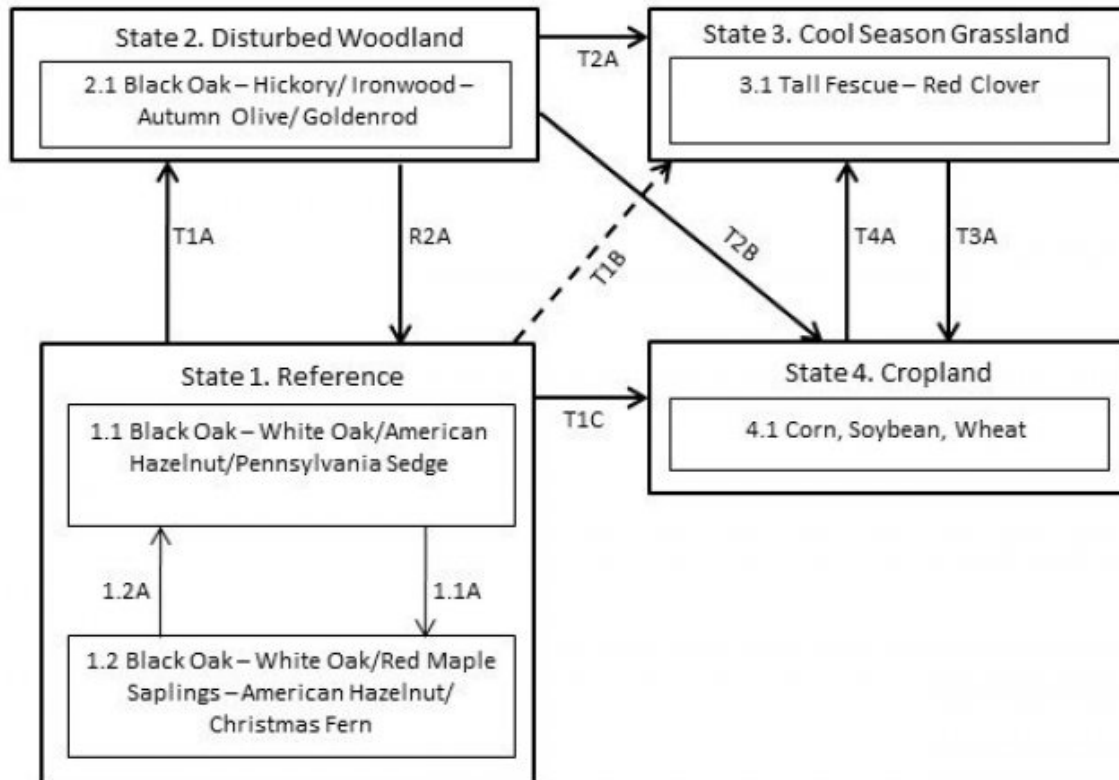 State 2. Disturbed Woodland
2.1 Black Oak – Hickory/ Ironwood –
Autumn Olive/ Goldenrod
T2A
State 3. Cool Season Grassland
3.1 Tall Fescue – Red Clover
T1A
R2A
T1B
T2B
T4A
T3A
State 1. Reference
1.1 Black Oak – White Oak/American
Hazelnut/Pennsylvania Sedge
1.2A
1.1A
1.2 Black Oak – White Oak/Red Maple
Saplings – American Hazelnut/
Christmas Fern
T1C
State 4. Cropland
4.1 Corn, Soybean, Wheat